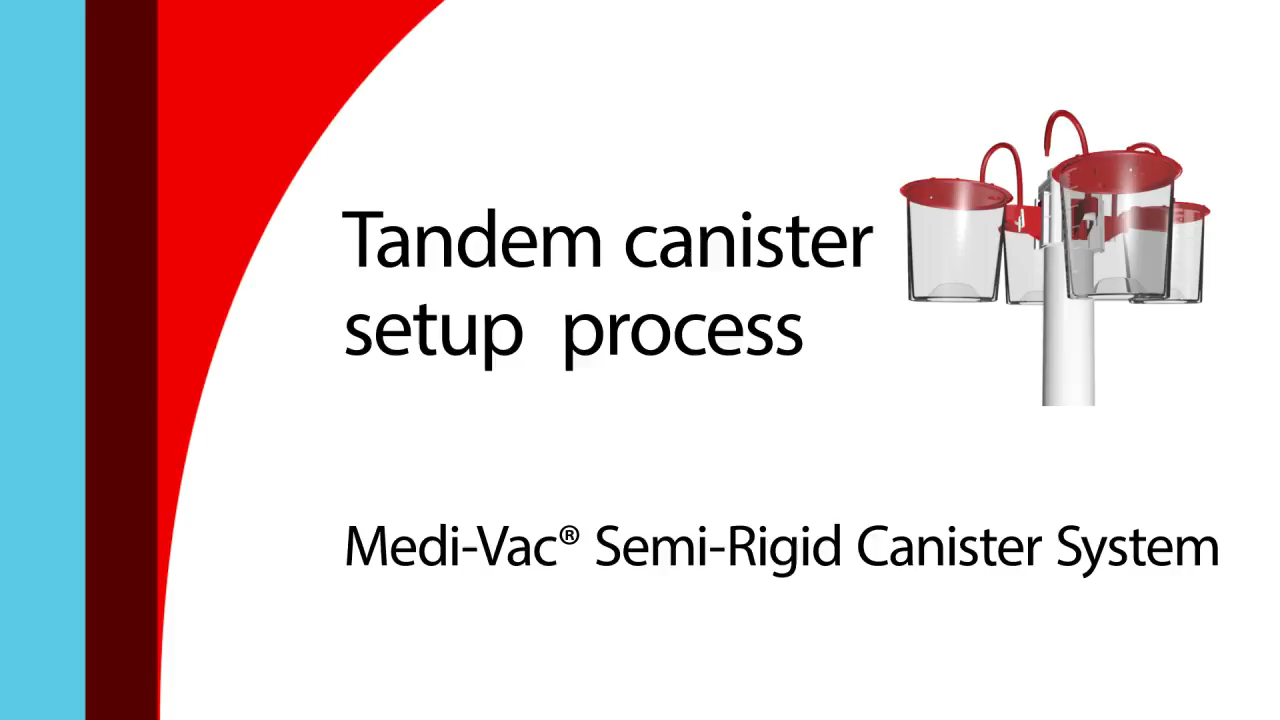 Tandem canister
setup process
Medi-Vac® Semi-Rigid Canister System